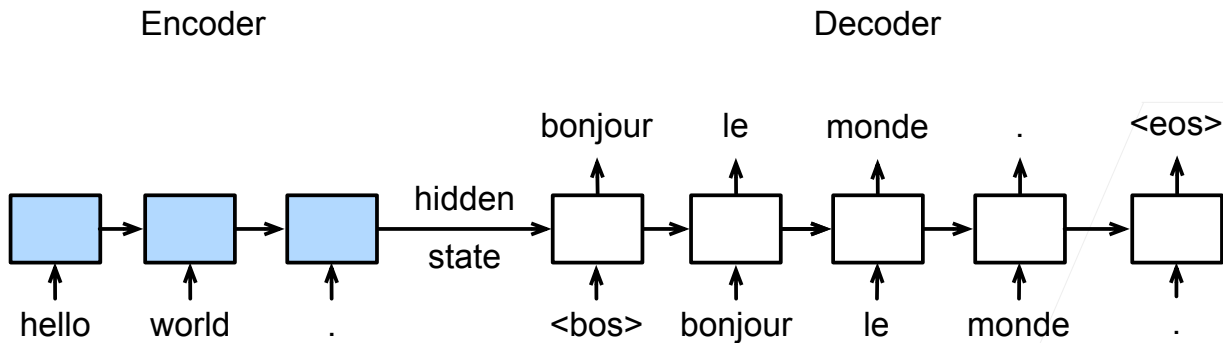 Encoder Decoder
bonjour le monde . <eos>
hidden
state
hello world . <bos> bonjour le monde .